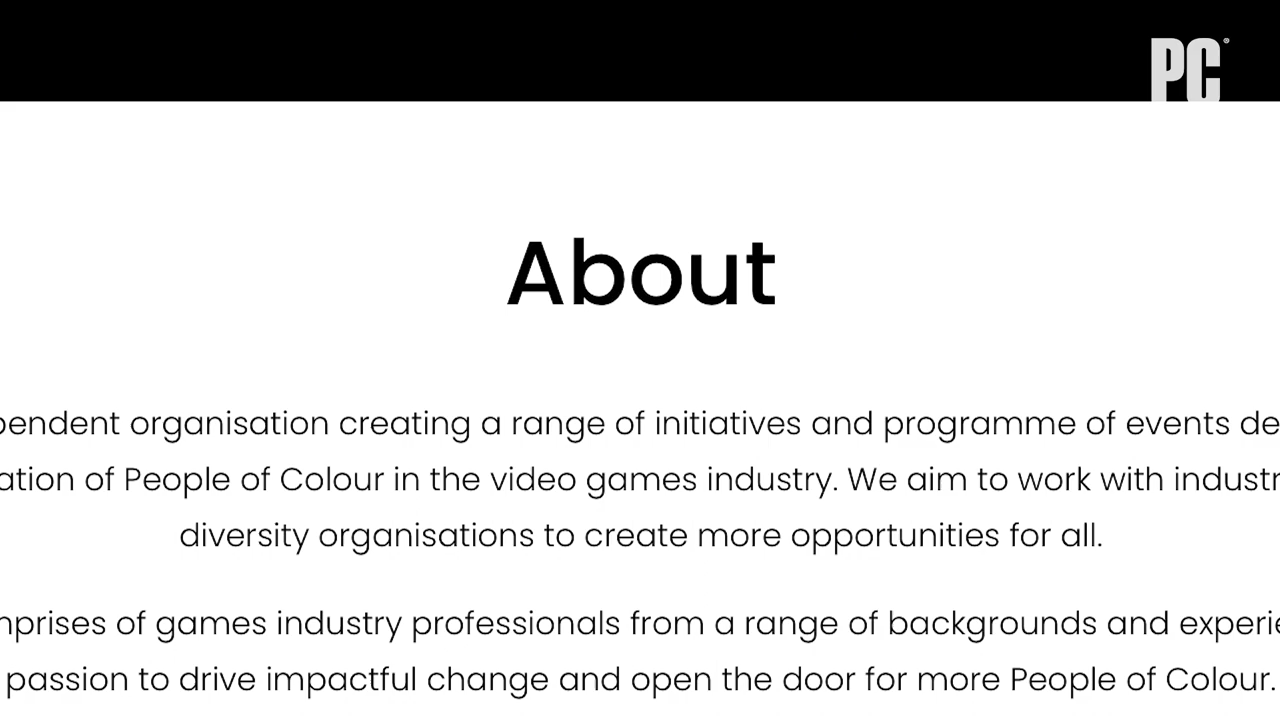 PC
About
pendent organisation creating a range of initiatives and programme of events de
ation of People of Colour in the video games industry. We aim to work with industr
diversity organisations to create more opportunities for all.
prises of games industry professionals from a range of backgrounds and experie
passion to drive impactful change and open the door for more People of Colour.